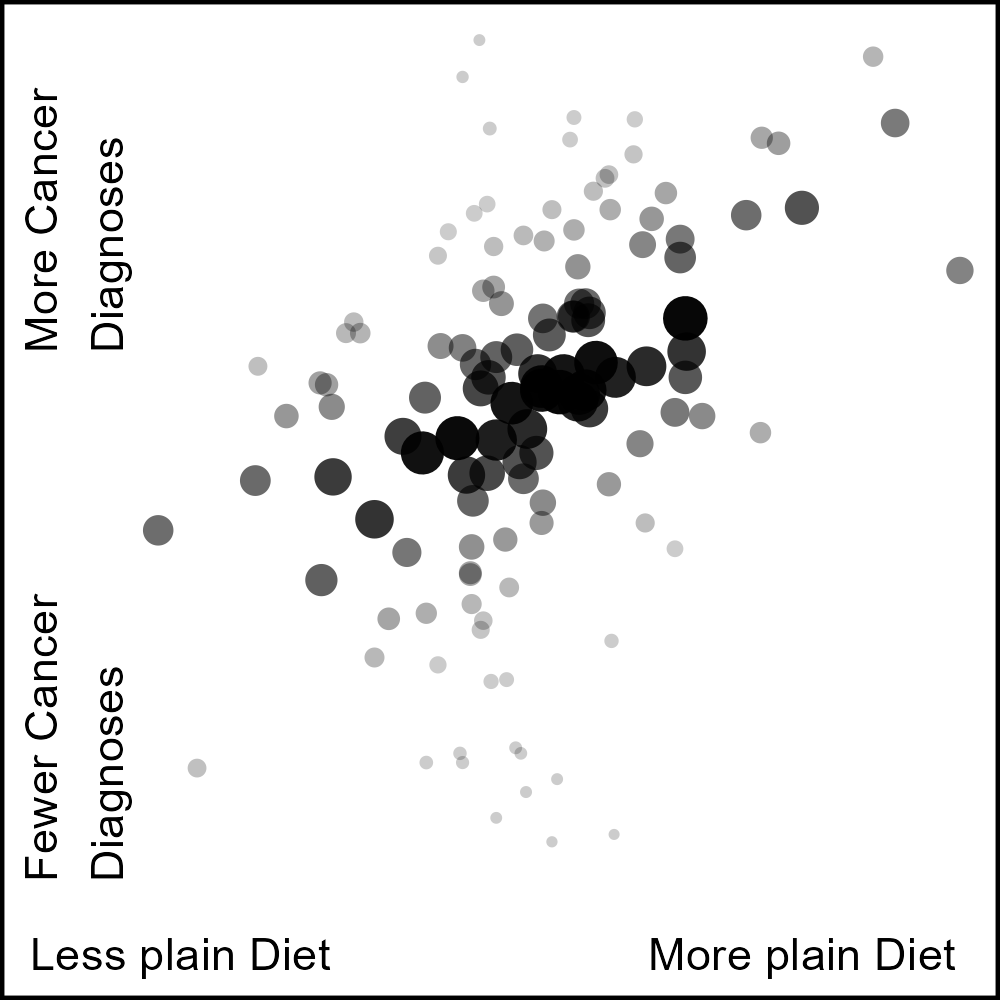 More Cancer
Diagnoses
Fewer Cancer
Diagnoses
Less plain Diet
More plain Diet